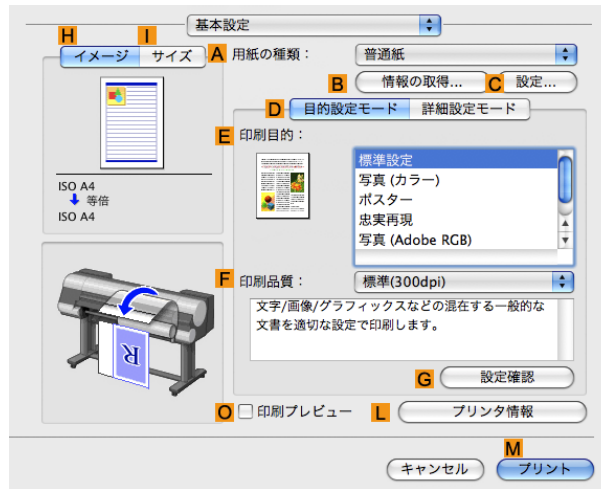 基本設定
H I
イメージ サイズ
A 用紙の種類： 普通紙
B 情報の取得... C 設定...
D 目的設定モード 詳細設定モード
E 印刷目的：
標準設定
写真 (カラー)
ポスター
忠実再現
写真 (Adobe RGB)
ISO A4
等倍
ISO A4
F 印刷品質： 標準(300dpi)
文字/画像/グラフィックスなどの混在する一般的な
文書を適切な設定で印刷します。
R
G 設定確認
O 印刷プレビュー L プリンタ情報
M
キャンセル プリント